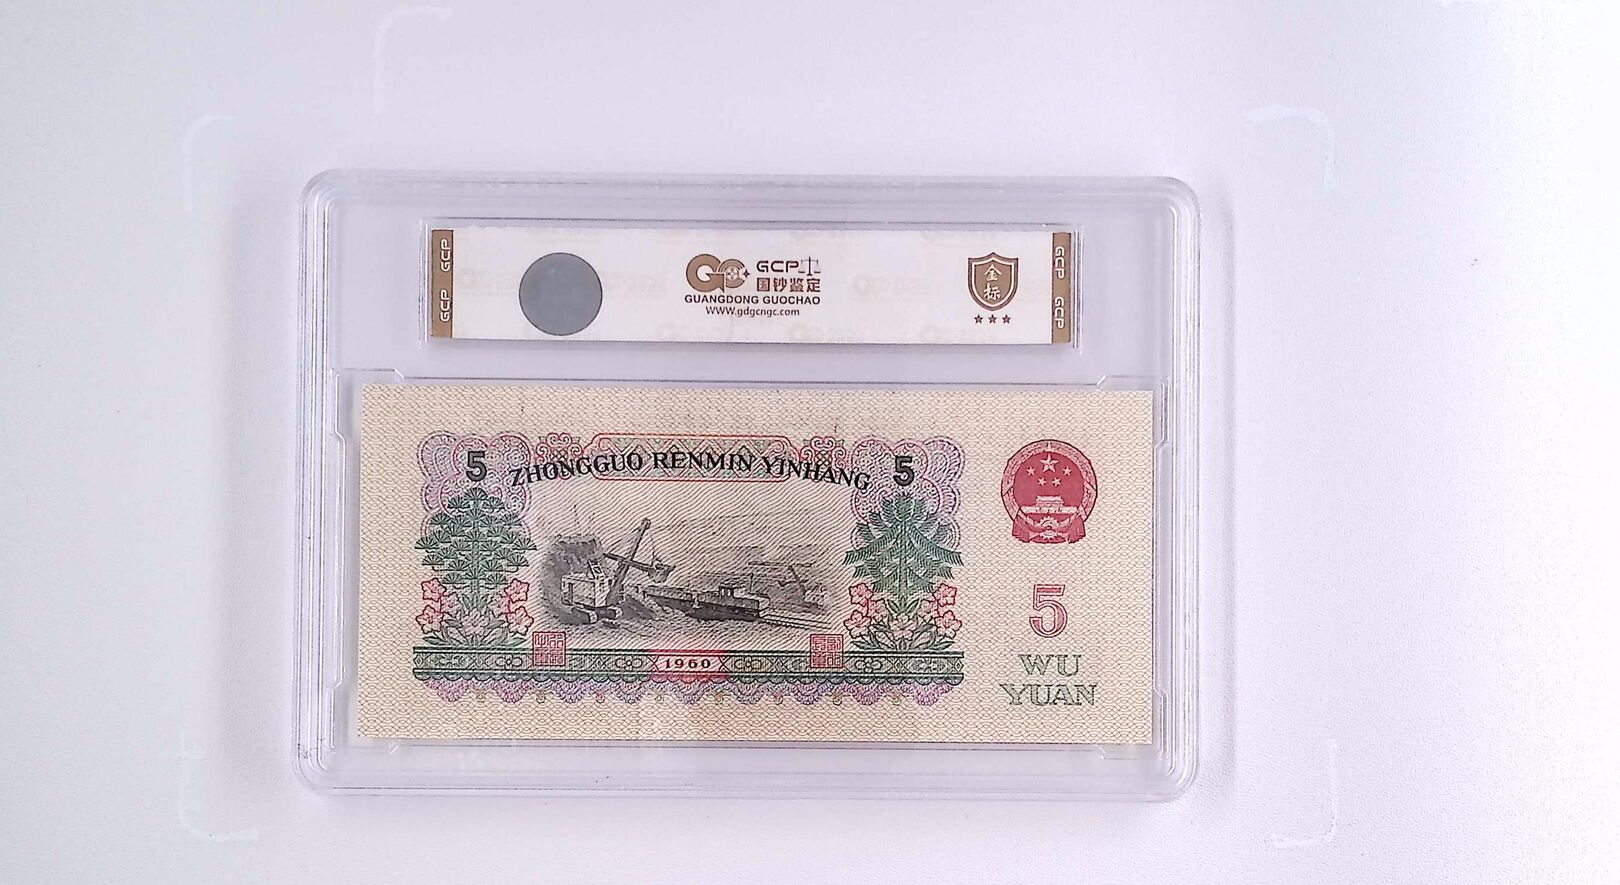 GCP GCP
GCP
国钞鉴定
GUANGDONG GUOCHAO
www.gdgcngc.com
金
标
GCP GCP
5 ZHONGGUO RENMIN YINHANG 5
1960
5
WU
YUAN